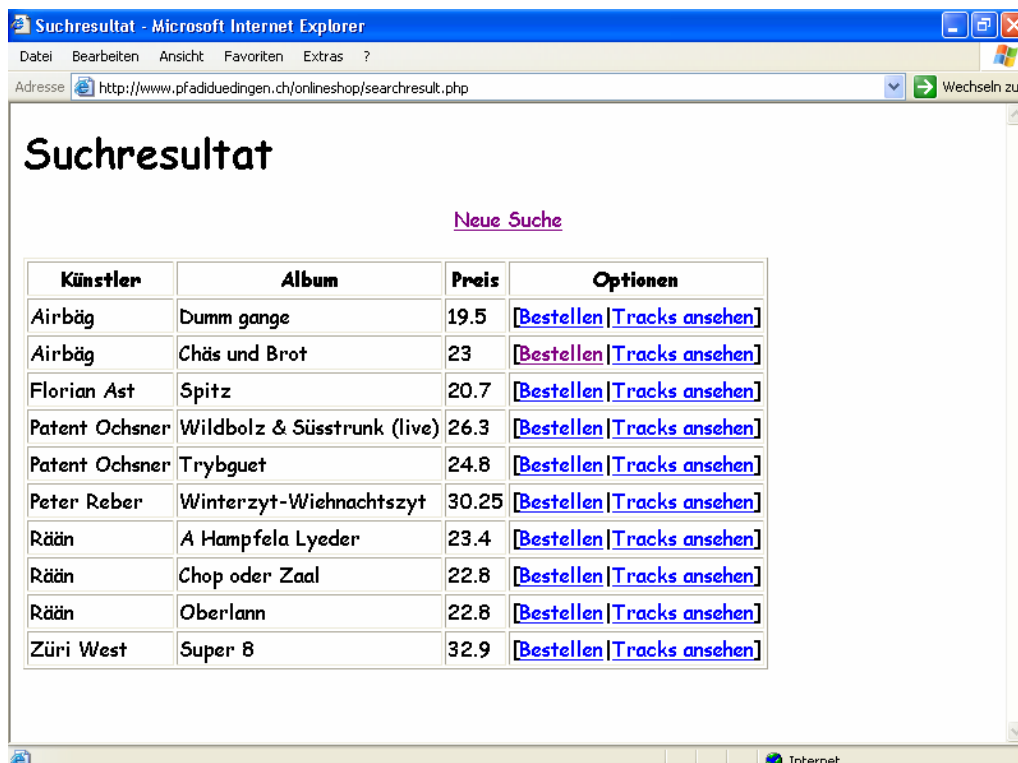 Suchresultat - Microsoft Internet Explorer
Datei Bearbeiten Ansicht Favoriten Extras ?
Adresse http://www.pfadiduedingen.ch/onlineshop/searchresult.php Wechseln zu
Suchresultat
Neue Suche
Künstler Album Preis Optionen
Airbäg Dumm gange 19.5 [Bestellen|Tracks ansehen]
Airbäg Chäs und Brot 23 [Bestellen|Tracks ansehen]
Florian Ast Spitz 20.7 [Bestellen|Tracks ansehen]
Patent Ochsner Wildbolz & Süsstrunk (live) 26.3 [Bestellen|Tracks ansehen]
Patent Ochsner Trybguet 24.8 [Bestellen|Tracks ansehen]
Peter Reber Winterzyt-Wiehnachtszyt 30.25 [Bestellen|Tracks ansehen]
Rään A Hampfela Lyeder 23.4 [Bestellen|Tracks ansehen]
Rään Chop oder Zaal 22.8 [Bestellen|Tracks ansehen]
Rään Oberlann 22.8 [Bestellen|Tracks ansehen]
Züri West Super 8 32.9 [Bestellen|Tracks ansehen]
Internet